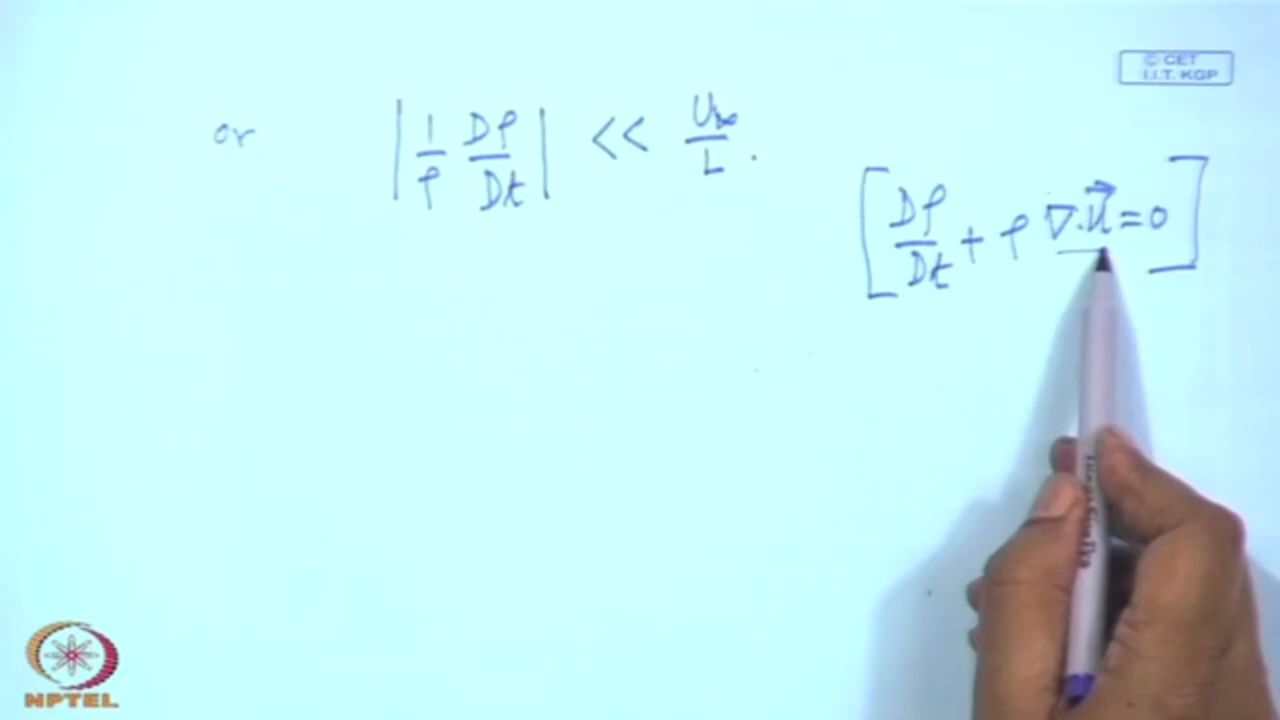 © CET
I.I.T. KGP
or |1/ρ Dρ/Dt| << U∞/L .
[Dρ/Dt + ρ ∇.u⃗ = 0]
NPTEL